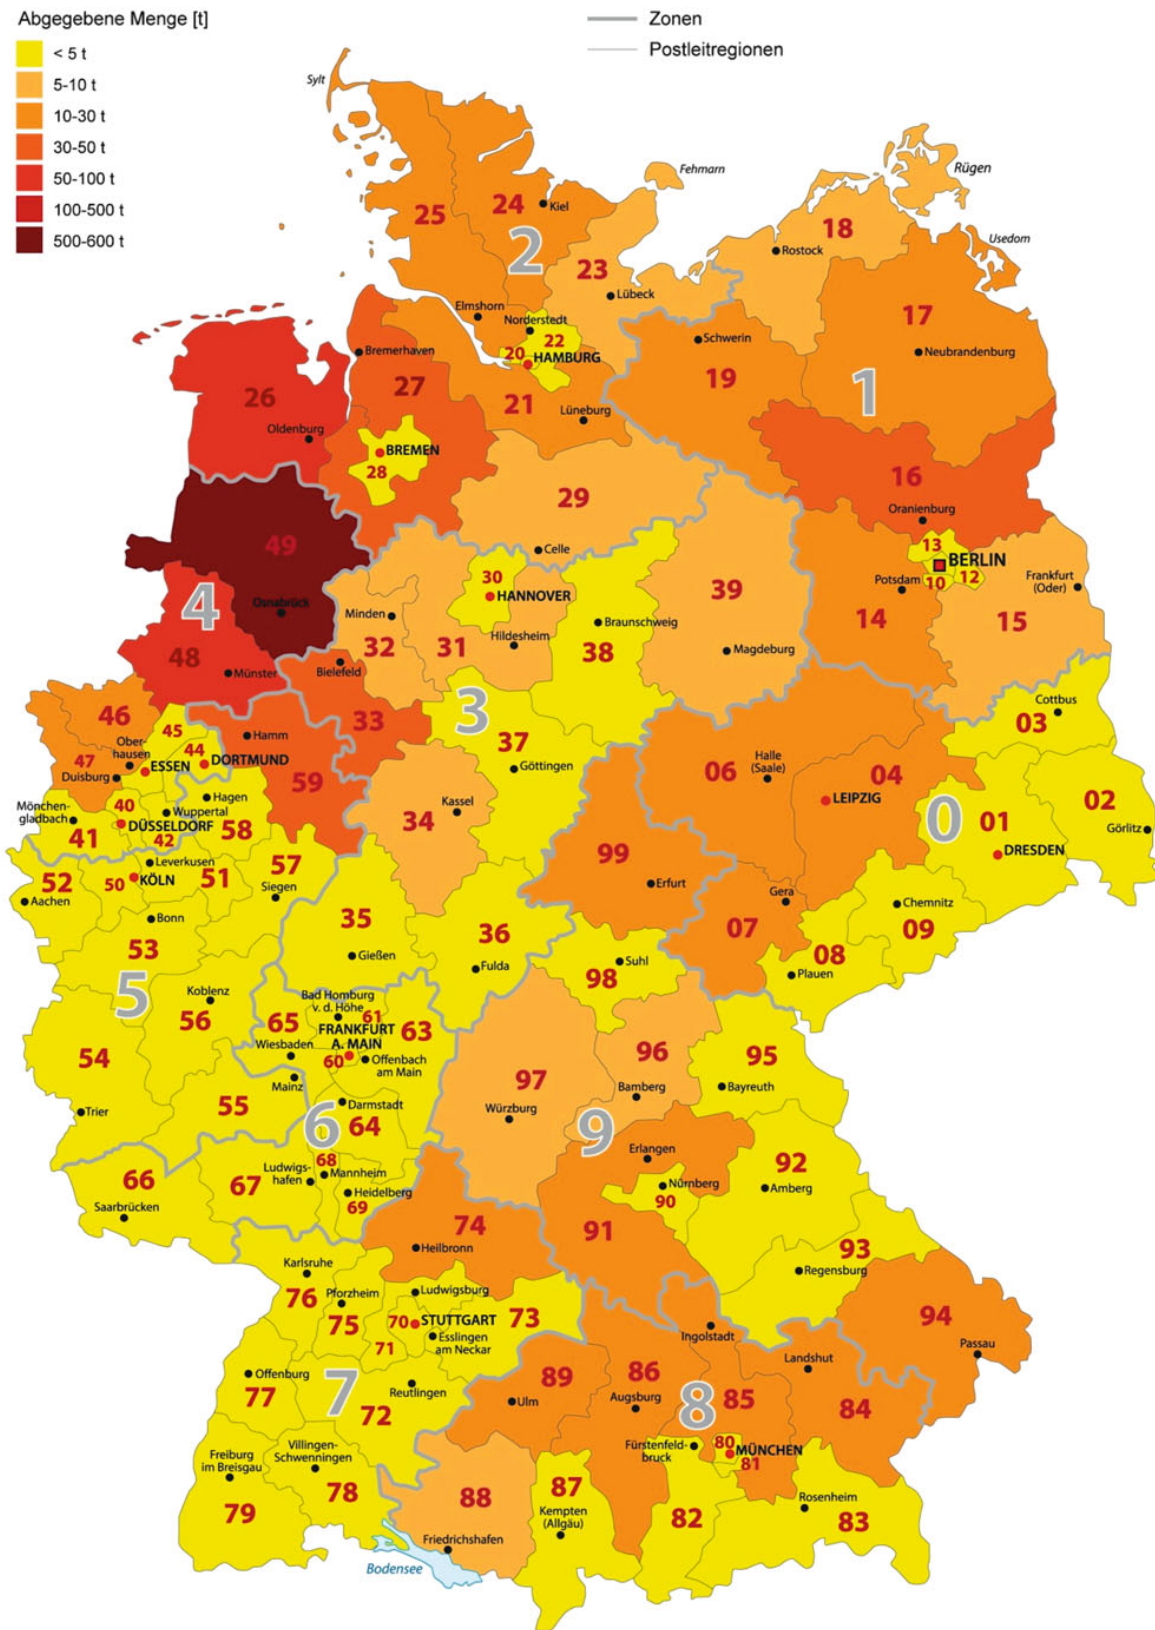 Abgegebene Menge [t]
< 5 t
5-10 t
10-30 t
30-50 t
50-100 t
100-500 t
500-600 t
Zonen
Postleitregionen
Sylt
Fehmarn
Rügen
Usedom
25
24
Kiel
2
23
Lübeck
18
Rostock
17
Neubrandenburg
Elmshorn
Norderstedt
22
20
HAMBURG
Schwerin
19
1
Bremerhaven
27
26
Oldenburg
21
Lüneburg
BREMEN
28
29
Celle
16
Oranienburg
49
Osnabrück
4
48
Münster
13
BERLIN
10
12
Potsdam
14
Frankfurt
(Oder)
15
30
HANNOVER
Minden
32
31
Hildesheim
Braunschweig
38
39
Magdeburg
Bielefeld
33
3
37
Göttingen
Cottbus
03
46
45
Ober-
hausen
44
Hamm
DORTMUND
47
Duisburg
ESSEN
59
Hagen
Wuppertal
Mönchen-
gladbach
40
DÜSSELDORF
41
42
58
Kassel
34
06
Halle
(Saale)
04
LEIPZIG
0
01
DRESDEN
02
Görlitz
Leverkusen
52
Aachen
50
KÖLN
51
57
Siegen
Bonn
53
99
Erfurt
Gera
07
Chemnitz
09
08
Plauen
35
Gießen
36
Fulda
Suhl
98
5
Koblenz
56
54
Trier
55
65
Wiesbaden
Bad Homburg
v. d. Höhe
61
FRANKFURT
A. MAIN
60
63
Offenbach
am Main
Mainz
Darmstadt
6
64
97
Würzburg
96
Bamberg
95
Bayreuth
9
66
Saarbrücken
67
Ludwigs-
hafen
68
Mannheim
Heidelberg
69
Erlangen
Nürnberg
90
92
Amberg
91
74
Heilbronn
93
Regensburg
Karlsruhe
76
Pforzheim
75
Ludwigsburg
70
STUTTGART
71
Esslingen
am Neckar
73
Ingolstadt
94
Passau
Landshut
84
Offenburg
77
7
Reutlingen
72
89
Ulm
86
Augsburg
8
85
Fürstenfeld-
bruck
80
MÜNCHEN
81
Freiburg
im Breisgau
79
Villingen-
Schwenningen
78
88
Friedrichshafen
Bodensee
87
Kempten
(Allgäu)
82
Rosenheim
83